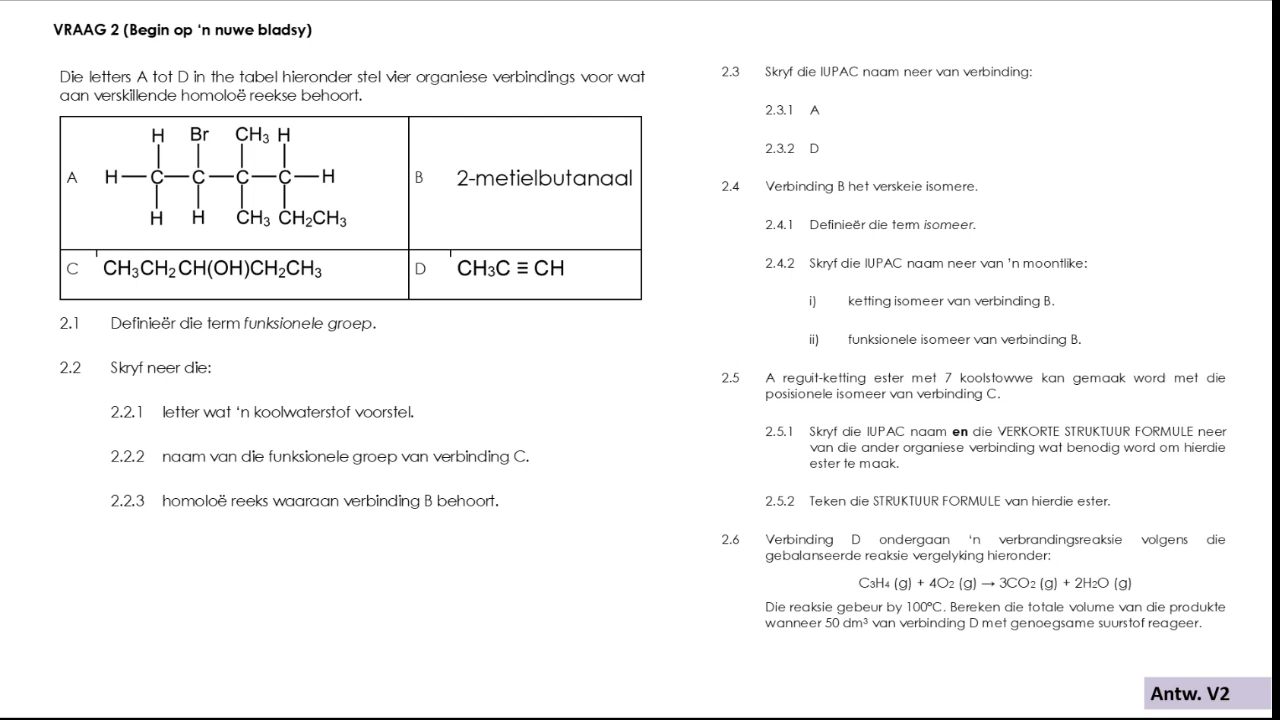 VRAAG 2 (Begin op ‘n nuwe bladsy)
Die letters A tot D in the tabel hieronder stel vier organiese verbindings voor wat
aan verskillende homoloë reekse behoort.
H Br CH₃ H
A H—C—C—C—C—H
H H CH₃ CH₂CH₃
B 2-metielbutanaal
C CH₃CH₂CH(OH)CH₂CH₃
D CH₃C ≡ CH
2.1 Definieër die term funksionele groep.
2.2 Skryf neer die:
2.2.1 letter wat ‘n koolwaterstof voorstel.
2.2.2 naam van die funksionele groep van verbinding C.
2.2.3 homoloë reeks waaraan verbinding B behoort.
2.3 Skryf die IUPAC naam neer van verbinding:
2.3.1 A
2.3.2 D
2.4 Verbinding B het verskeie isomere.
2.4.1 Definieër die term isomeer.
2.4.2 Skryf die IUPAC naam neer van ’n moontlike:
i) ketting isomeer van verbinding B.
ii) funksionele isomeer van verbinding B.
2.5 A reguit-ketting ester met 7 koolstowwe kan gemaak word met die
posisionele isomeer van verbinding C.
2.5.1 Skryf die IUPAC naam en die VERKORTE STRUKTUUR FORMULE neer
van die ander organiese verbinding wat benodig word om hierdie
ester te maak.
2.5.2 Teken die STRUKTUUR FORMULE van hierdie ester.
2.6 Verbinding D ondergaan ‘n verbrandingsreaksie volgens die
gebalanseerde reaksie vergelyking hieronder:
C₃H₄ (g) + 4O₂ (g) → 3CO₂ (g) + 2H₂O (g)
Die reaksie gebeur by 100°C. Bereken die totale volume van die produkte
wanneer 50 dm³ van verbinding D met genoegsame suurstof reageer.
Antw. V2